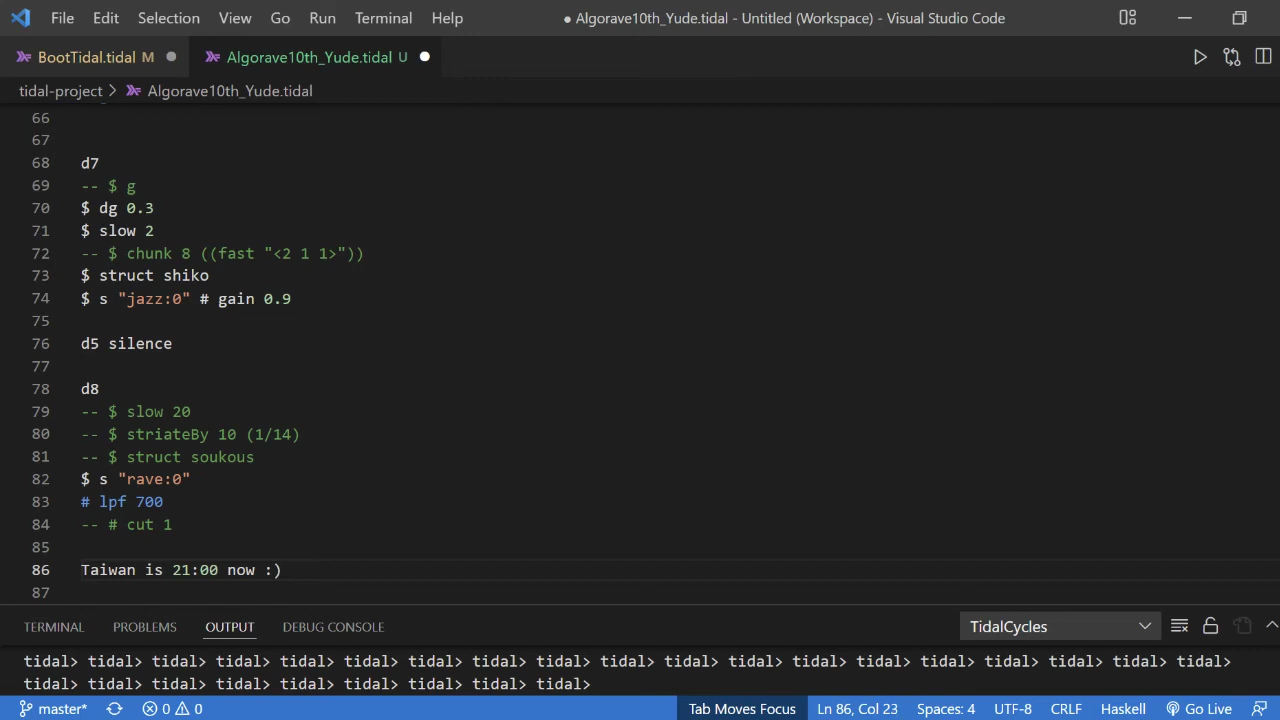 File Edit Selection View Go Run Terminal Help ● Algorave10th_Yude.tidal - Untitled (Workspace) - Visual Studio Code
BootTidal.tidal M Algorave10th_Yude.tidal U
tidal-project > Algorave10th_Yude.tidal
66
67
68 d7
69 -- $ g
70 $ dg 0.3
71 $ slow 2
72 -- $ chunk 8 ((fast "<2 1 1>"))
73 $ struct shiko
74 $ s "jazz:0" # gain 0.9
75
76 d5 silence
77
78 d8
79 -- $ slow 20
80 -- $ striateBy 10 (1/14)
81 -- $ struct soukous
82 $ s "rave:0"
83 # lpf 700
84 -- # cut 1
85
86 Taiwan is 21:00 now :)
87
TERMINAL PROBLEMS OUTPUT DEBUG CONSOLE TidalCycles
tidal> tidal> tidal> tidal> tidal> tidal> tidal> tidal> tidal> tidal> tidal> tidal> tidal> tidal> tidal> tidal> tidal> tidal> tidal>
tidal> tidal> tidal> tidal> tidal> tidal> tidal> tidal> tidal>
master* 0 0 Tab Moves Focus Ln 86, Col 23 Spaces: 4 UTF-8 CRLF Haskell Go Live